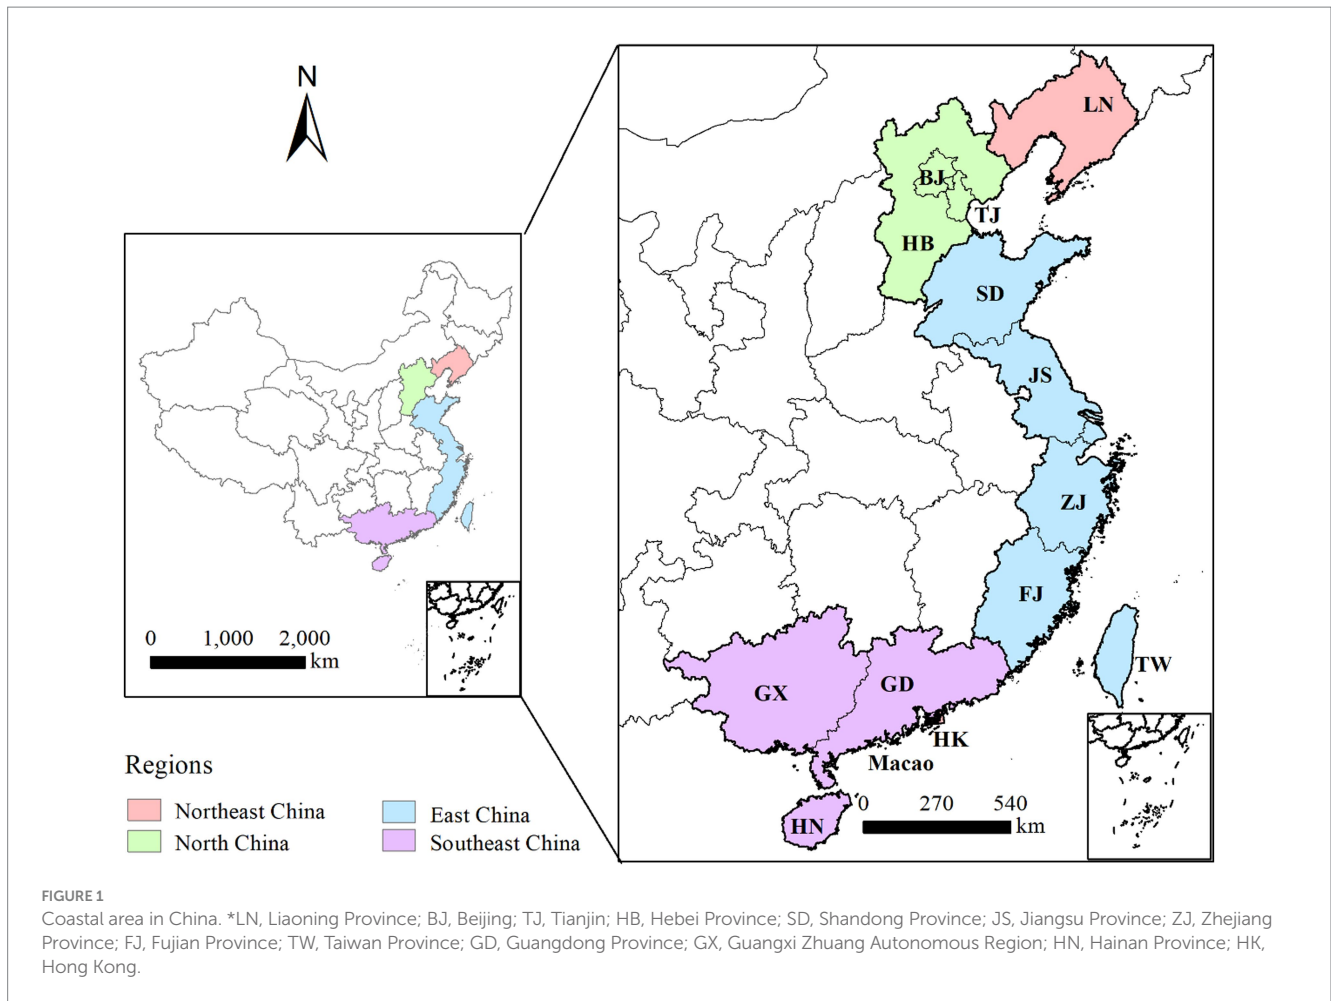 N
LN
BJ
TJ
HB
SD
JS
ZJ
FJ
TW
GX
GD
HK
Macao
HN
0 270 540
km
0 1,000 2,000
km
Regions
Northeast China
North China
East China
Southeast China
FIGURE 1
Coastal area in China. *LN, Liaoning Province; BJ, Beijing; TJ, Tianjin; HB, Hebei Province; SD, Shandong Province; JS, Jiangsu Province; ZJ, Zhejiang
Province; FJ, Fujian Province; TW, Taiwan Province; GD, Guangdong Province; GX, Guangxi Zhuang Autonomous Region; HN, Hainan Province; HK,
Hong Kong.